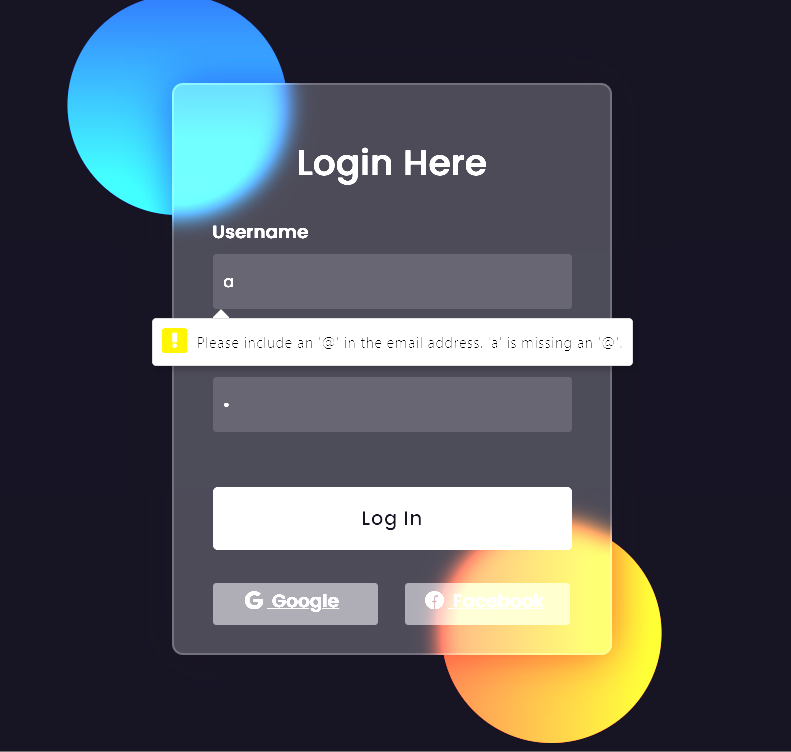 Login Here
Username
a
Please include an '@' in the email address. 'a' is missing an '@'.
Log In
Google
Facebook